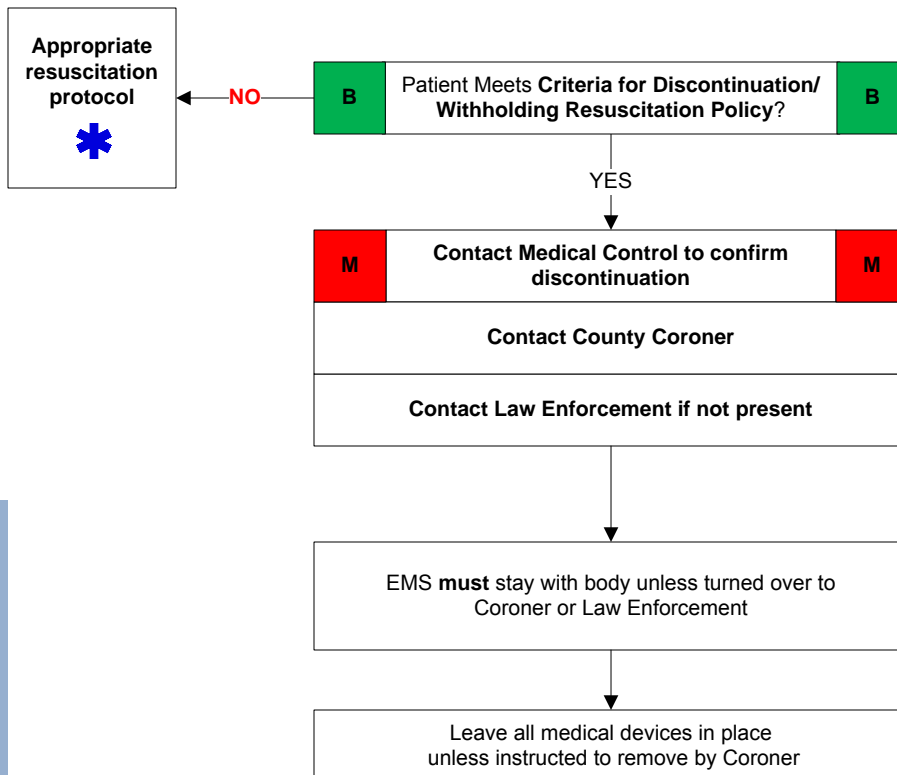 Appropriate
resuscitation
protocol
*
NO
B
Patient Meets Criteria for Discontinuation/
Withholding Resuscitation Policy?
B
YES
M
Contact Medical Control to confirm
discontinuation
M
Contact County Coroner
Contact Law Enforcement if not present
EMS must stay with body unless turned over to
Coroner or Law Enforcement
Leave all medical devices in place
unless instructed to remove by Coroner